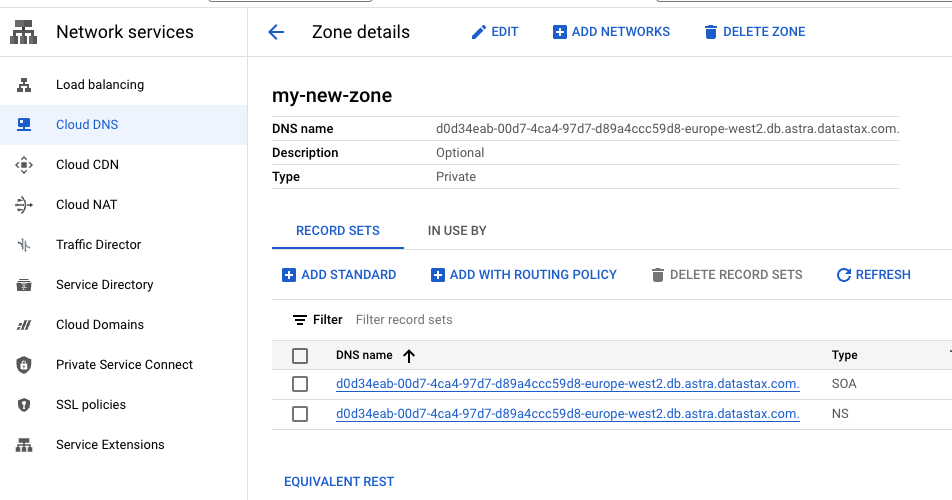 Network services
Zone details
EDIT
ADD NETWORKS
DELETE ZONE
Load balancing
Cloud DNS
Cloud CDN
Cloud NAT
Traffic Director
Service Directory
Cloud Domains
Private Service Connect
SSL policies
Service Extensions
my-new-zone
DNS name d0d34eab-00d7-4ca4-97d7-d89a4ccc59d8-europe-west2.db.astra.datastax.com.
Description Optional
Type Private
RECORD SETS IN USE BY
ADD STANDARD ADD WITH ROUTING POLICY DELETE RECORD SETS REFRESH
Filter Filter record sets
DNS name Type
d0d34eab-00d7-4ca4-97d7-d89a4ccc59d8-europe-west2.db.astra.datastax.com. SOA
d0d34eab-00d7-4ca4-97d7-d89a4ccc59d8-europe-west2.db.astra.datastax.com. NS
EQUIVALENT REST